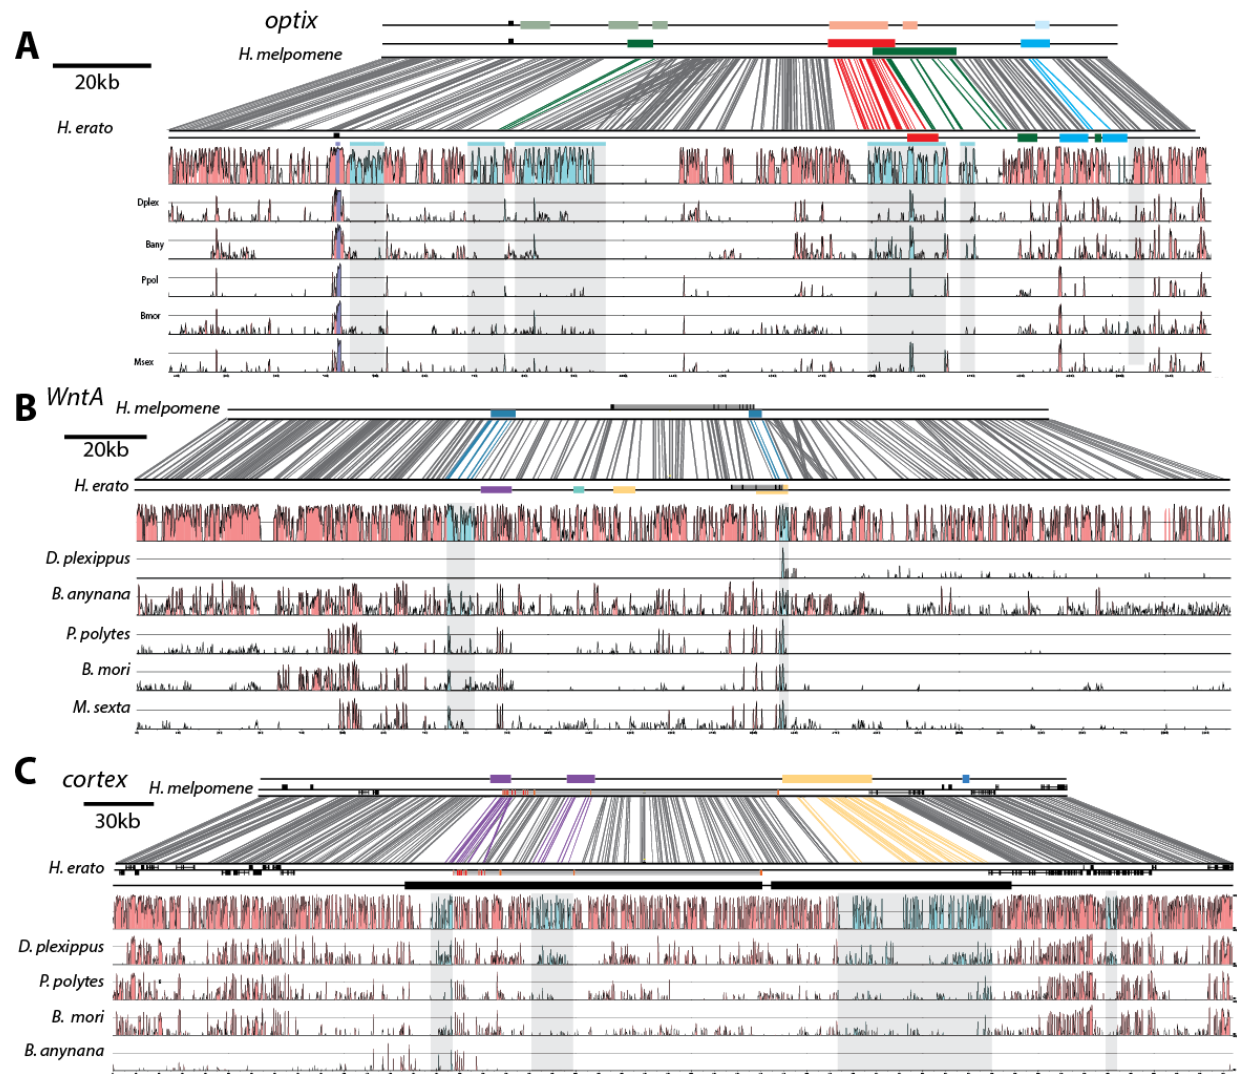 A
optix
H. melpomene
20kb
H. erato
Dplex
Bany
Ppol
Bmor
Msex
B WntA
H. melpomene
20kb
H. erato
D. plexippus
B. anynana
P. polytes
B. mori
M. sexta
C
cortex
H. melpomene
30kb
H. erato
D. plexippus
P. polytes
B. mori
B. anynana